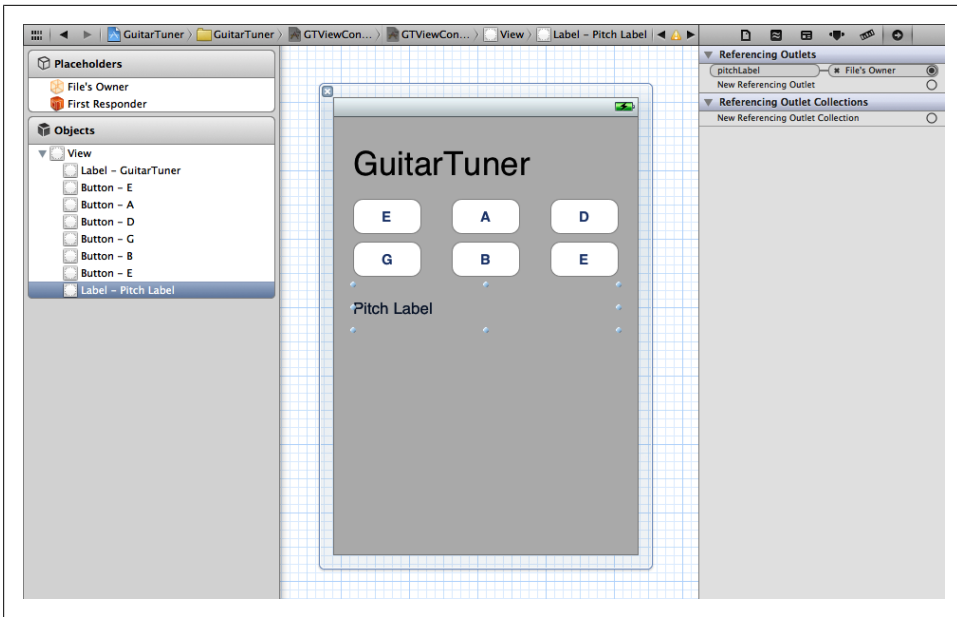 GuitarTuner 〉 GuitarTuner 〉 GTViewCon... 〉 GTViewCon... 〉 View 〉 Label – Pitch Label
Placeholders
File's Owner
First Responder
Objects
View
Label – GuitarTuner
Button – E
Button – A
Button – D
Button – G
Button – B
Button – E
Label – Pitch Label
GuitarTuner
E A D
G B E
Pitch Label
Referencing Outlets
pitchLabel File's Owner
New Referencing Outlet
Referencing Outlet Collections
New Referencing Outlet Collection